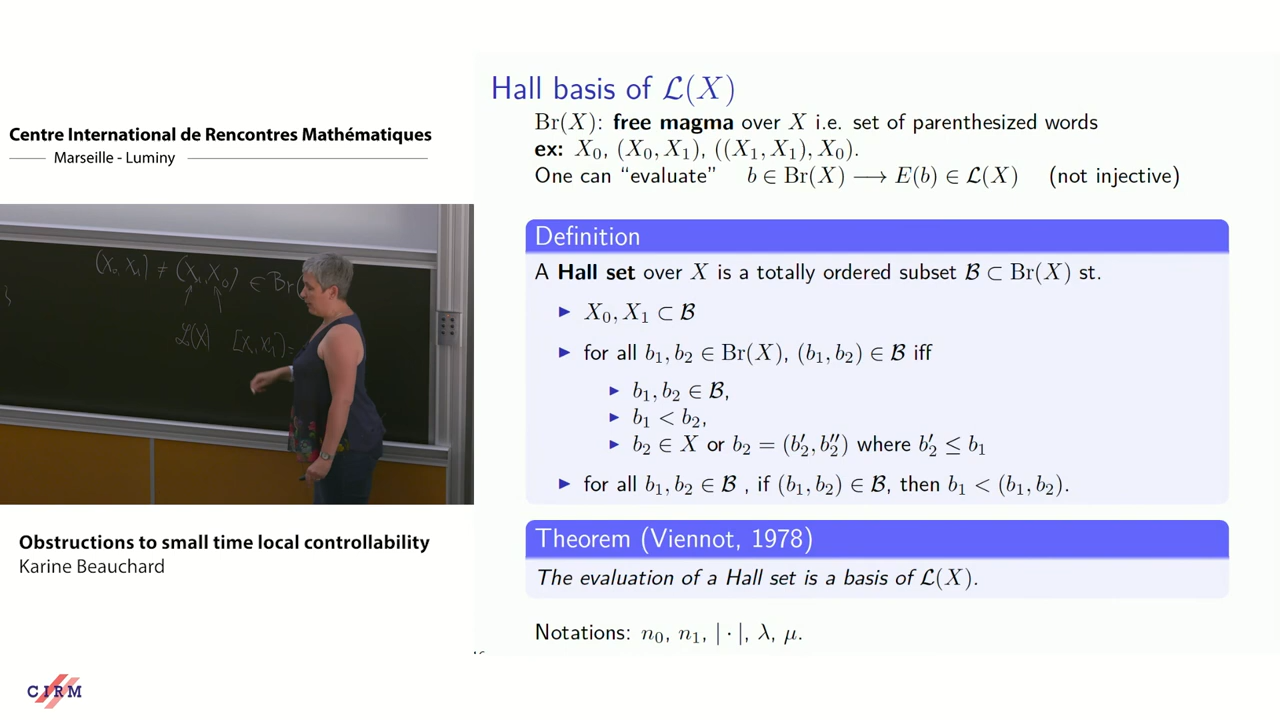 Centre International de Rencontres Mathématiques
Marseille - Luminy
(X₀, X₁) ≠ (X₁, X₀) ∈ Br(
ℒ(X) [X₀, X₁] =
Obstructions to small time local controllability
Karine Beauchard
CIRM
Hall basis of ℒ(X)
Br(X): free magma over X i.e. set of parenthesized words
ex: X₀, (X₀, X₁), ((X₁, X₁), X₀).
One can “evaluate” b ∈ Br(X) ⟶ E(b) ∈ ℒ(X) (not injective)
Definition
A Hall set over X is a totally ordered subset ℬ ⊂ Br(X) st.
▶ X₀, X₁ ⊂ ℬ
▶ for all b₁, b₂ ∈ Br(X), (b₁, b₂) ∈ ℬ iff
▶ b₁, b₂ ∈ ℬ,
▶ b₁ < b₂,
▶ b₂ ∈ X or b₂ = (b₂′, b₂″) where b₂′ ≤ b₁
▶ for all b₁, b₂ ∈ ℬ , if (b₁, b₂) ∈ ℬ, then b₁ < (b₁, b₂).
Theorem (Viennot, 1978)
The evaluation of a Hall set is a basis of ℒ(X).
Notations: n₀, n₁, | · |, λ, μ.